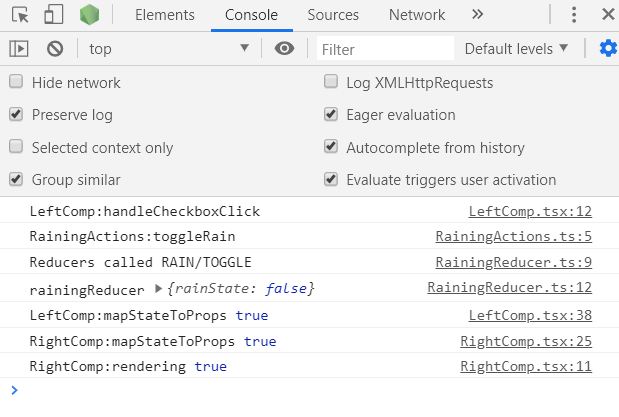 Elements Console Sources Network
top Filter Default levels
Hide network Log XMLHttpRequests
Preserve log Eager evaluation
Selected context only Autocomplete from history
Group similar Evaluate triggers user activation
LeftComp:handleCheckboxClick LeftComp.tsx:12
RainingActions:toggleRain RainingActions.ts:5
Reducers called RAIN/TOGGLE RainingReducer.ts:9
rainingReducer {rainState: false} RainingReducer.ts:12
LeftComp:mapStateToProps true LeftComp.tsx:38
RightComp:mapStateToProps true RightComp.tsx:25
RightComp:rendering true RightComp.tsx:11